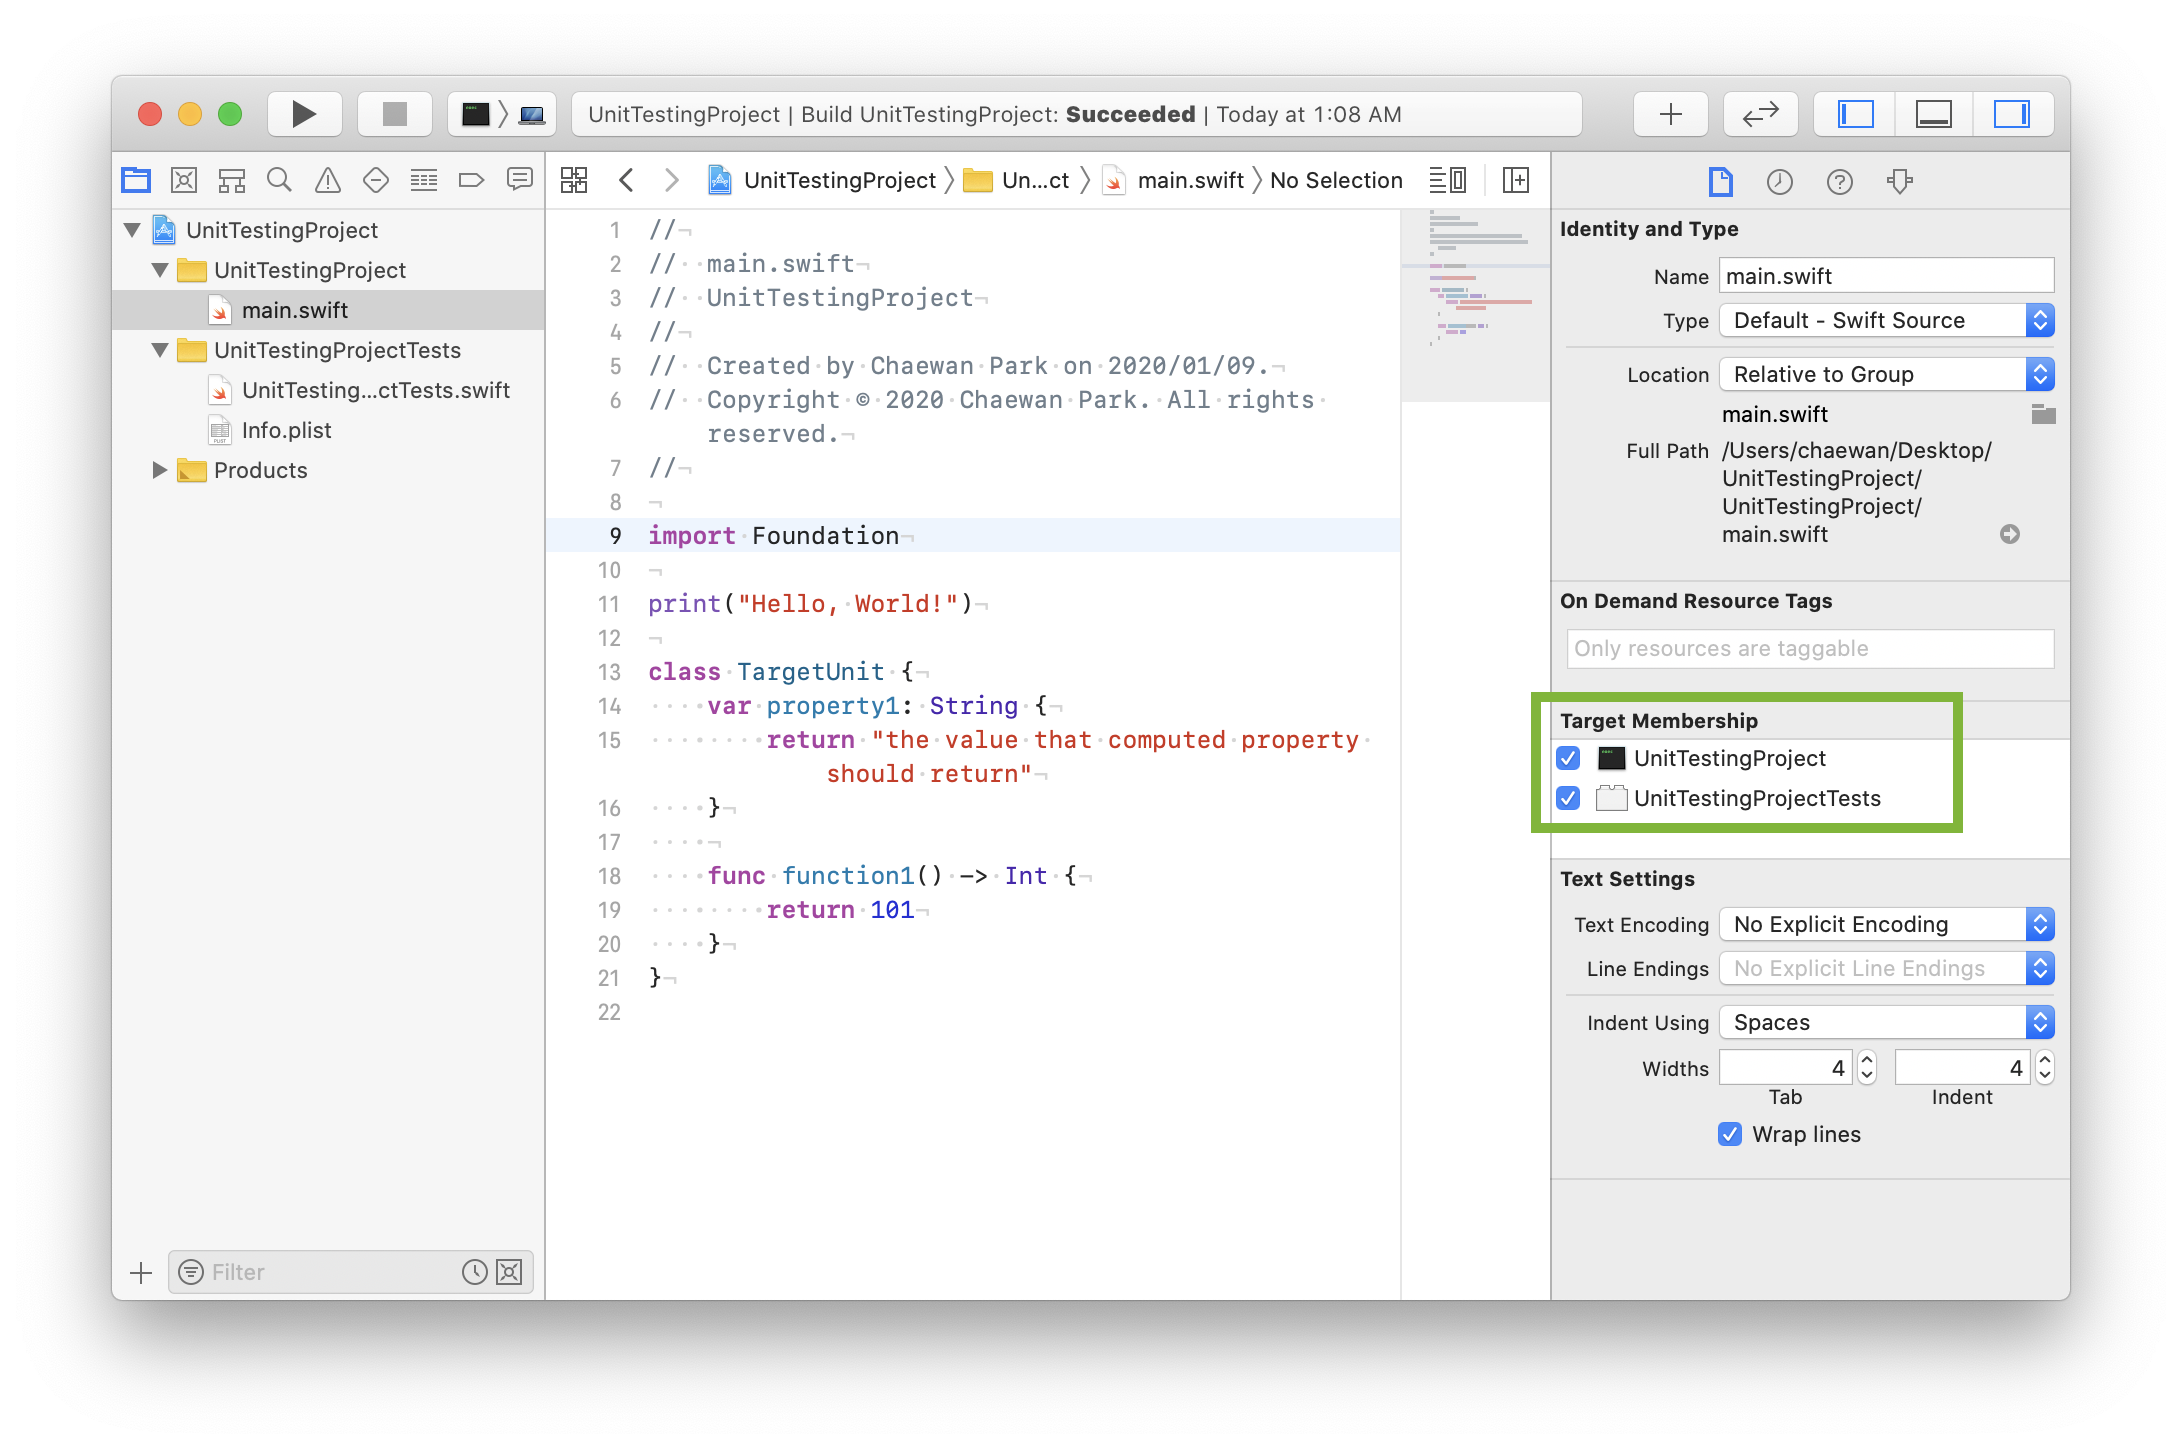 UnitTestingProject | Build UnitTestingProject: Succeeded | Today at 1:08 AM
UnitTestingProject
Un...ct
main.swift
No Selection
UnitTestingProject
UnitTestingProject
main.swift
UnitTestingProjectTests
UnitTesting...ctTests.swift
Info.plist
Products
Filter
1 //
2 //  main.swift
3 //  UnitTestingProject
4 //
5 //  Created by Chaewan Park on 2020/01/09.
6 //  Copyright © 2020 Chaewan Park. All rights
reserved.
7 //
8
9 import Foundation
10
11 print("Hello, World!")
12
13 class TargetUnit {
14     var property1: String {
15         return "the value that computed property
should return"
16     }
17
18     func function1() -> Int {
19         return 101
20     }
21 }
22
Identity and Type
Name main.swift
Type Default - Swift Source
Location Relative to Group
main.swift
Full Path /Users/chaewan/Desktop/
UnitTestingProject/
UnitTestingProject/
main.swift
On Demand Resource Tags
Only resources are taggable
Target Membership
UnitTestingProject
UnitTestingProjectTests
Text Settings
Text Encoding No Explicit Encoding
Line Endings No Explicit Line Endings
Indent Using Spaces
Widths 4 4
Tab Indent
Wrap lines